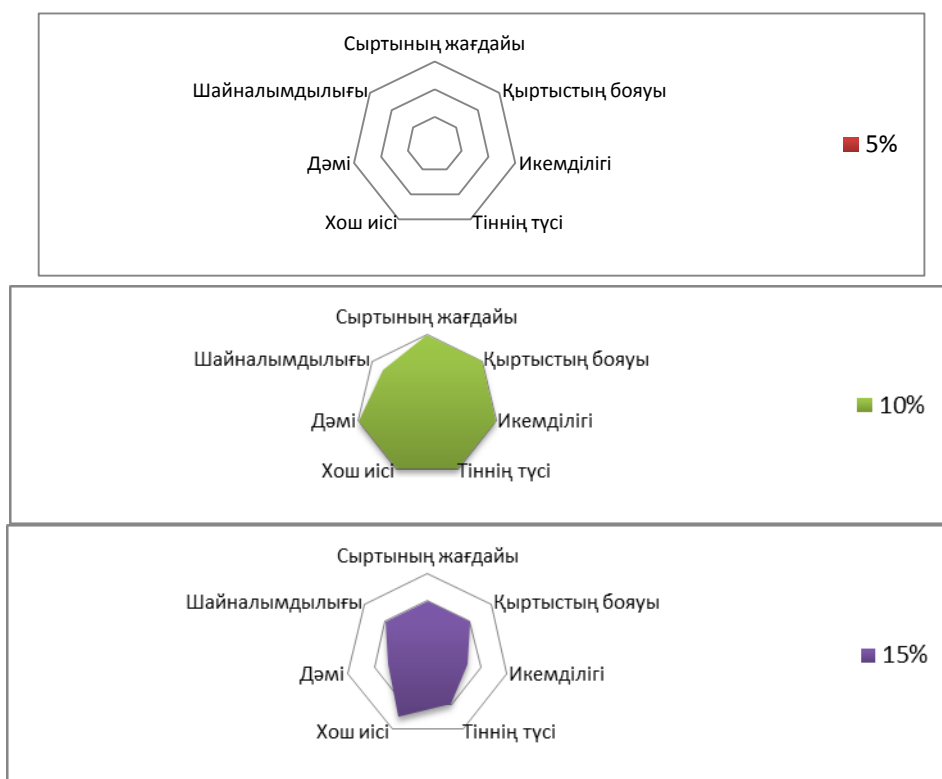 Сыртының жағдайы
Шайналымдылығы
Қыртыстың бояуы
5%
Дәмі
Икемділігі
Хош иісі
Тіннің түсі
Сыртының жағдайы
Шайналымдылығы
Қыртыстың бояуы
10%
Дәмі
Икемділігі
Хош иісі
Тіннің түсі
Сыртының жағдайы
Шайналымдылығы
Қыртыстың бояуы
15%
Дәмі
Икемділігі
Хош иісі
Тіннің түсі